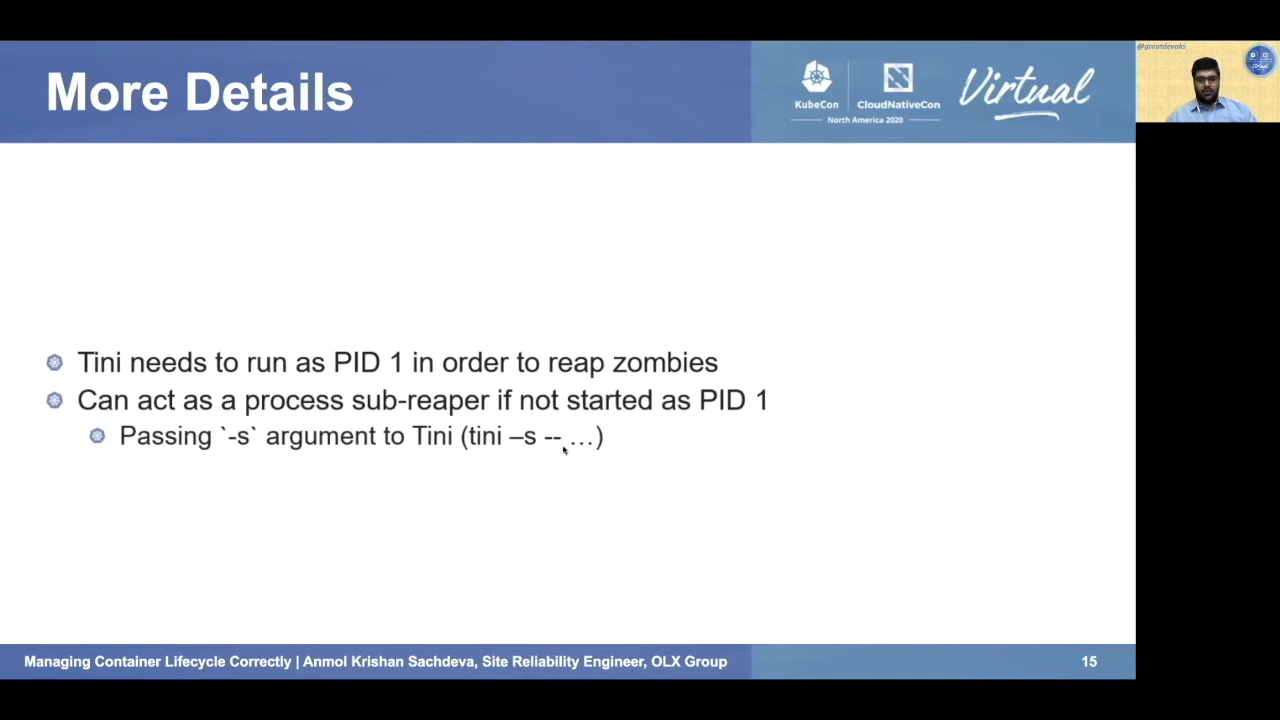 More Details
KubeCon
CloudNativeCon
North America 2020
Virtual
@greatdevaks
Tini needs to run as PID 1 in order to reap zombies
Can act as a process sub-reaper if not started as PID 1
Passing `-s` argument to Tini (tini –s -- …)
Managing Container Lifecycle Correctly | Anmol Krishan Sachdeva, Site Reliability Engineer, OLX Group
15